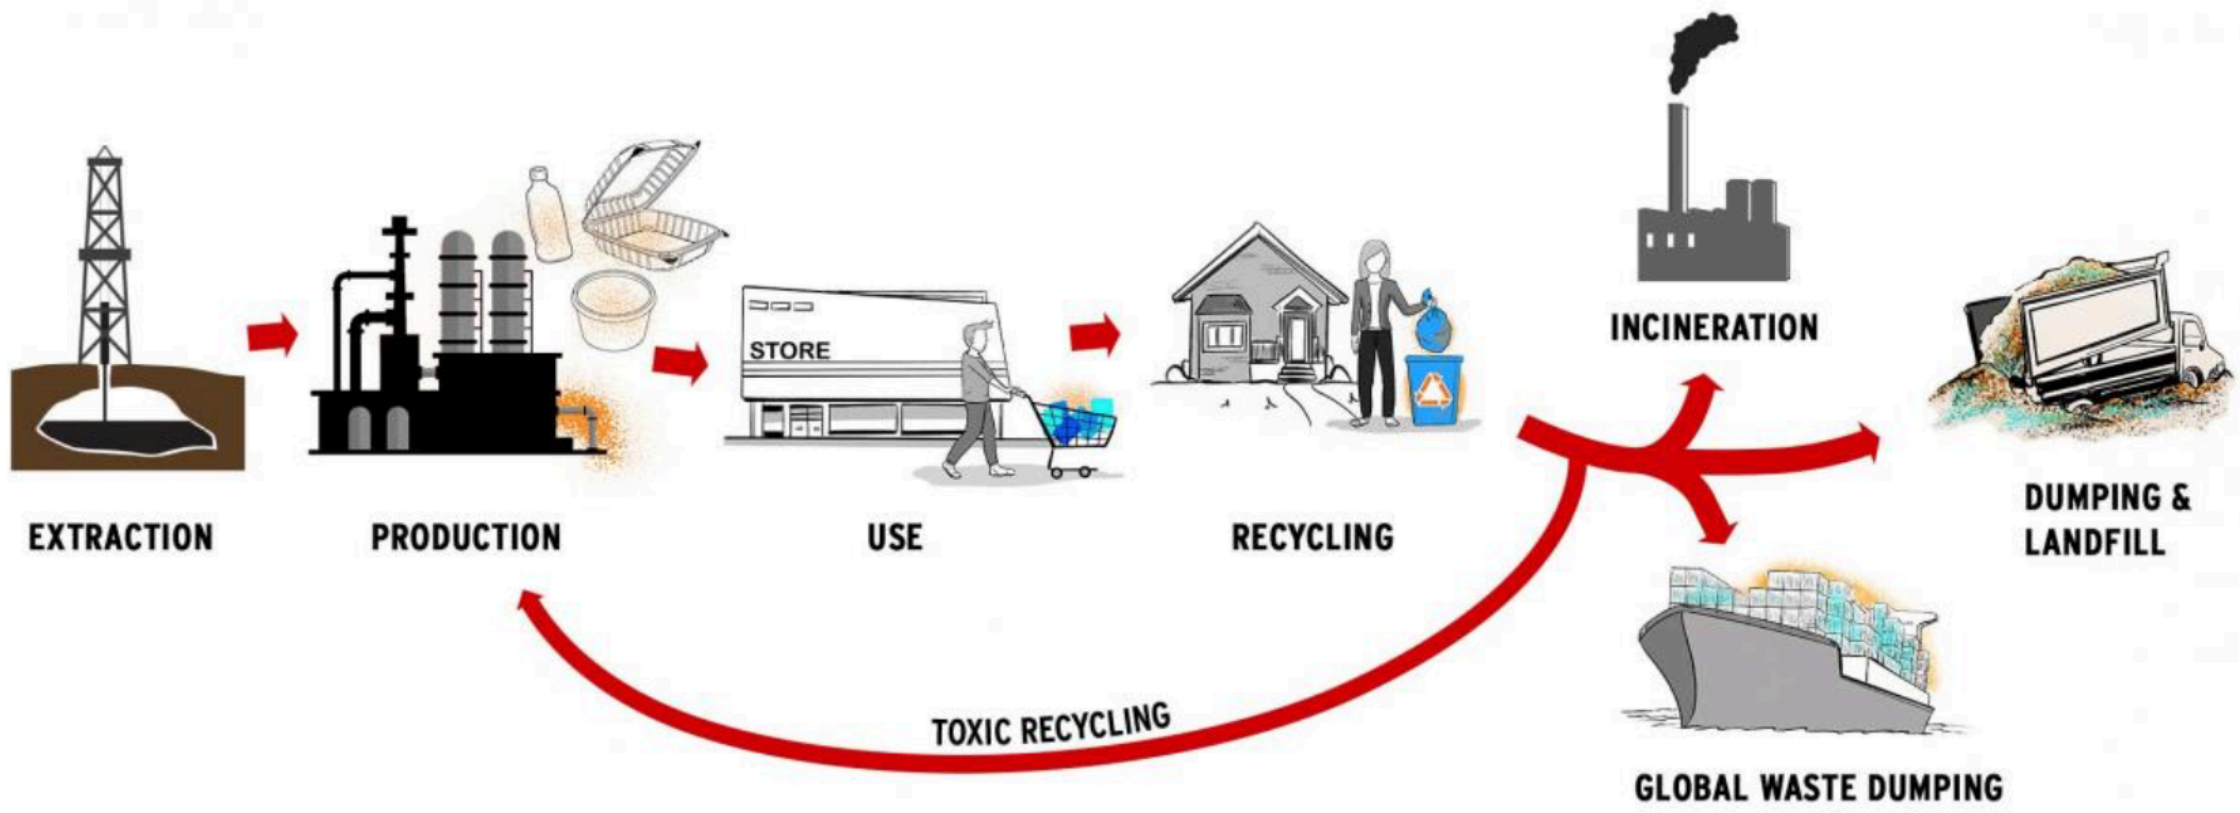 STORE
EXTRACTION
PRODUCTION
USE
RECYCLING
INCINERATION
DUMPING &
LANDFILL
TOXIC RECYCLING
GLOBAL WASTE DUMPING